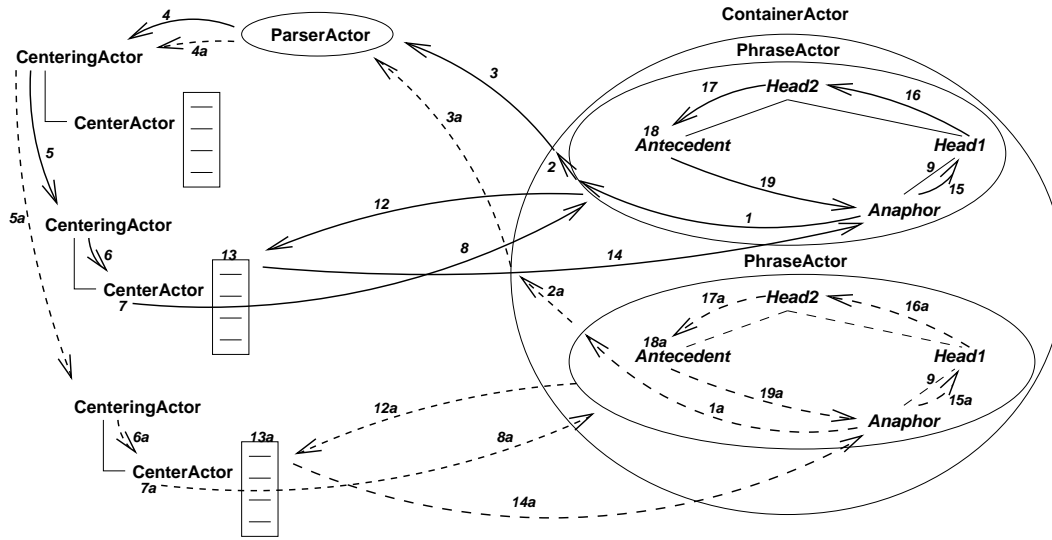 ContainerActor
4
ParserActor
PhraseActor
4a
CenteringActor
3
17
Head2
16
CenterActor
3a
18
Antecedent
Head1
5
2
9
19
15
12
Anaphor
5a
CenteringActor
1
6
13
8
14
PhraseActor
CenterActor
7
2a
17a
Head2
16a
18a
Antecedent
Head1
9
19a
15a
CenteringActor
12a
1a
Anaphor
6a
13a
8a
CenterActor
7a
14a